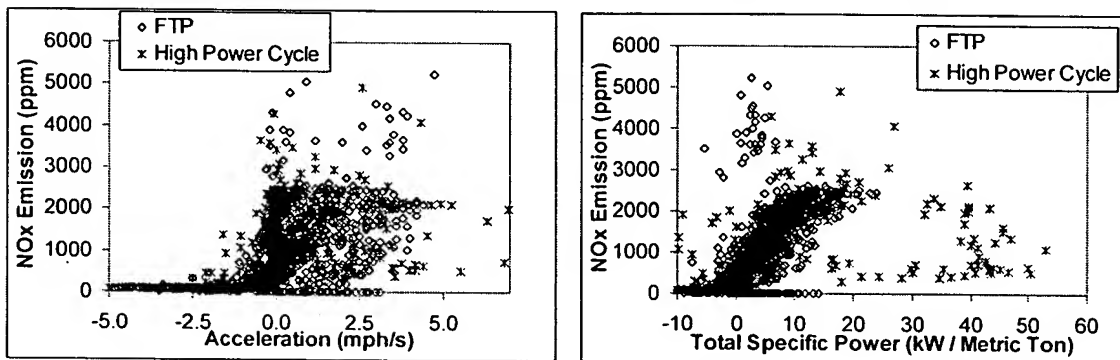 FTP
High Power Cycle
NOx Emission (ppm)
6000
5000
4000
3000
2000
1000
0
-5.0 -2.5 0.0 2.5 5.0
Acceleration (mph/s)
FTP
High Power Cycle
NOx Emission (ppm)
6000
5000
4000
3000
2000
1000
0
-10 0 10 20 30 40 50 60
Total Specific Power (kW / Metric Ton)